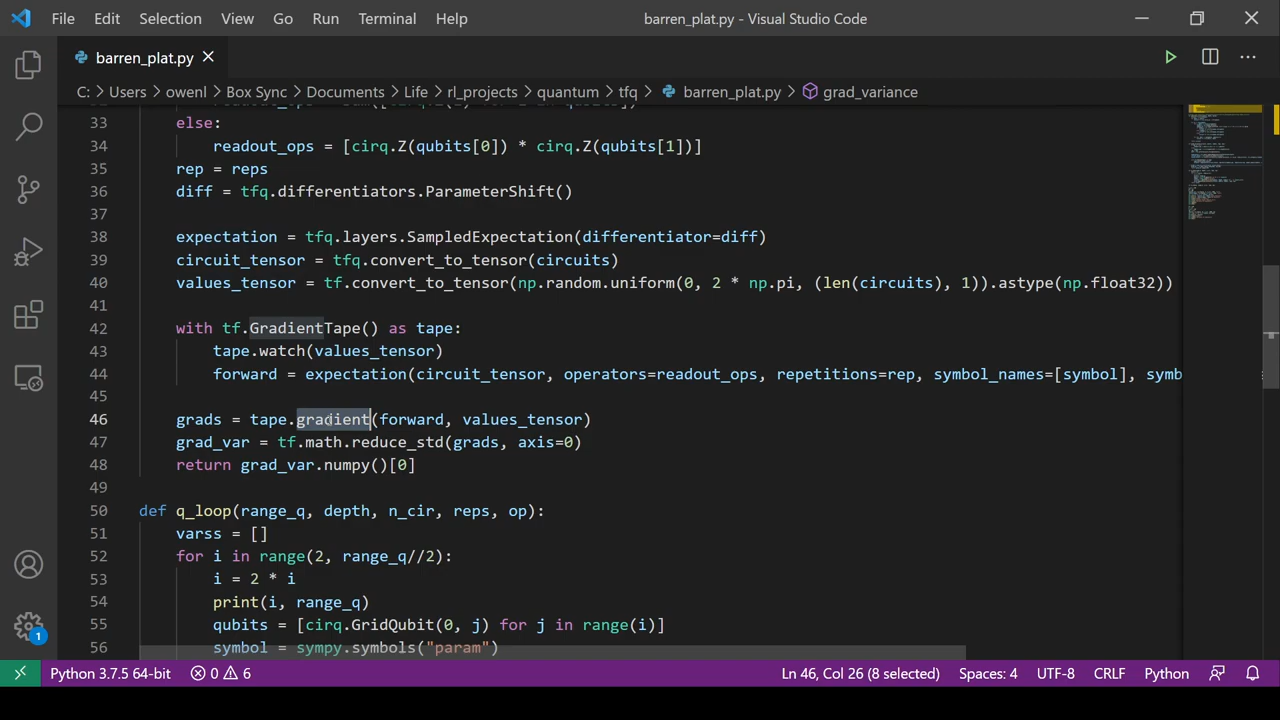 File Edit Selection View Go Run Terminal Help barren_plat.py - Visual Studio Code
barren_plat.py
C: > Users > owenl > Box Sync > Documents > Life > rl_projects > quantum > tfq > barren_plat.py > grad_variance
33 else:
34 readout_ops = [cirq.Z(qubits[0]) * cirq.Z(qubits[1])]
35 rep = reps
36 diff = tfq.differentiators.ParameterShift()
37
38 expectation = tfq.layers.SampledExpectation(differentiator=diff)
39 circuit_tensor = tfq.convert_to_tensor(circuits)
40 values_tensor = tf.convert_to_tensor(np.random.uniform(0, 2 * np.pi, (len(circuits), 1)).astype(np.float32))
41
42 with tf.GradientTape() as tape:
43 tape.watch(values_tensor)
44 forward = expectation(circuit_tensor, operators=readout_ops, repetitions=rep, symbol_names=[symbol], symb
45
46 grads = tape.gradient(forward, values_tensor)
47 grad_var = tf.math.reduce_std(grads, axis=0)
48 return grad_var.numpy()[0]
49
50 def q_loop(range_q, depth, n_cir, reps, op):
51 varss = []
52 for i in range(2, range_q//2):
53 i = 2 * i
54 print(i, range_q)
55 qubits = [cirq.GridQubit(0, j) for j in range(i)]
56 symbol = sympy.symbols("param")
1
Python 3.7.5 64-bit 0 6 Ln 46, Col 26 (8 selected) Spaces: 4 UTF-8 CRLF Python